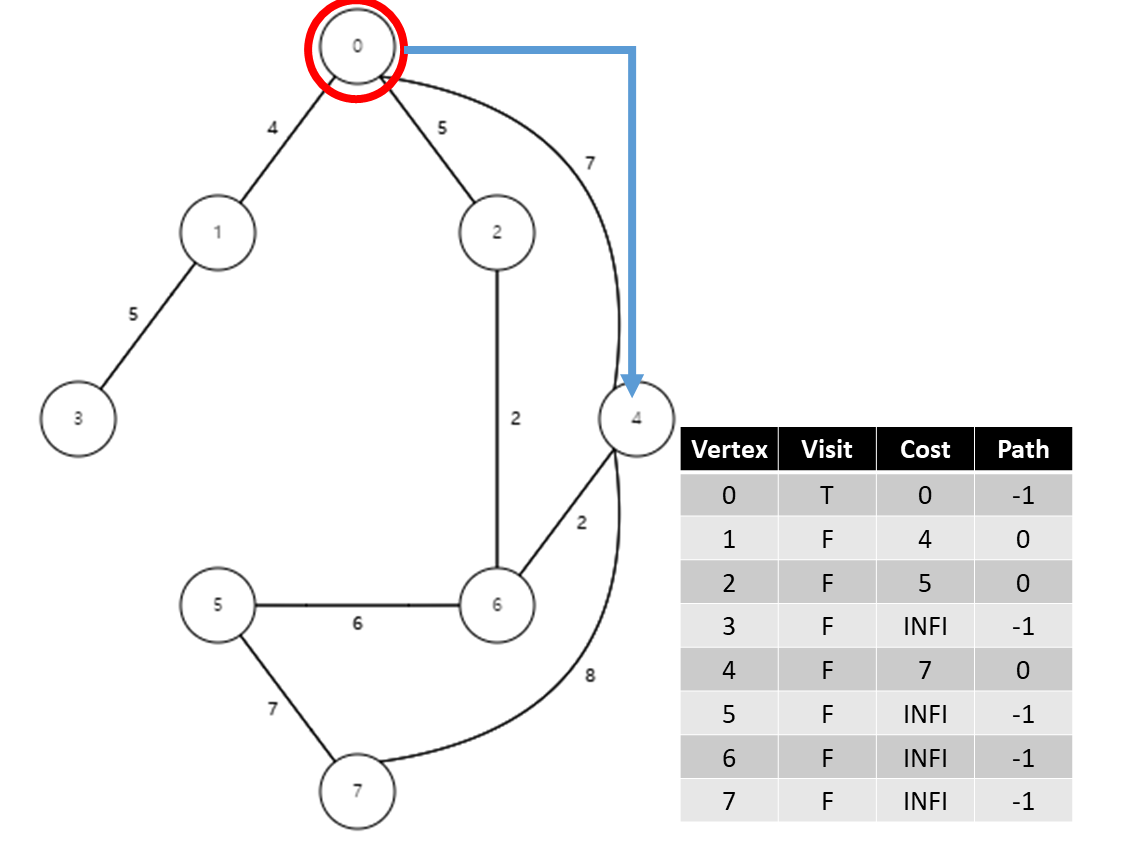 0
4
5
7
1
2
5
3
2
4
2
5
6
6
7
8
7
Vertex Visit Cost Path
0 T 0 -1
1 F 4 0
2 F 5 0
3 F INFI -1
4 F 7 0
5 F INFI -1
6 F INFI -1
7 F INFI -1